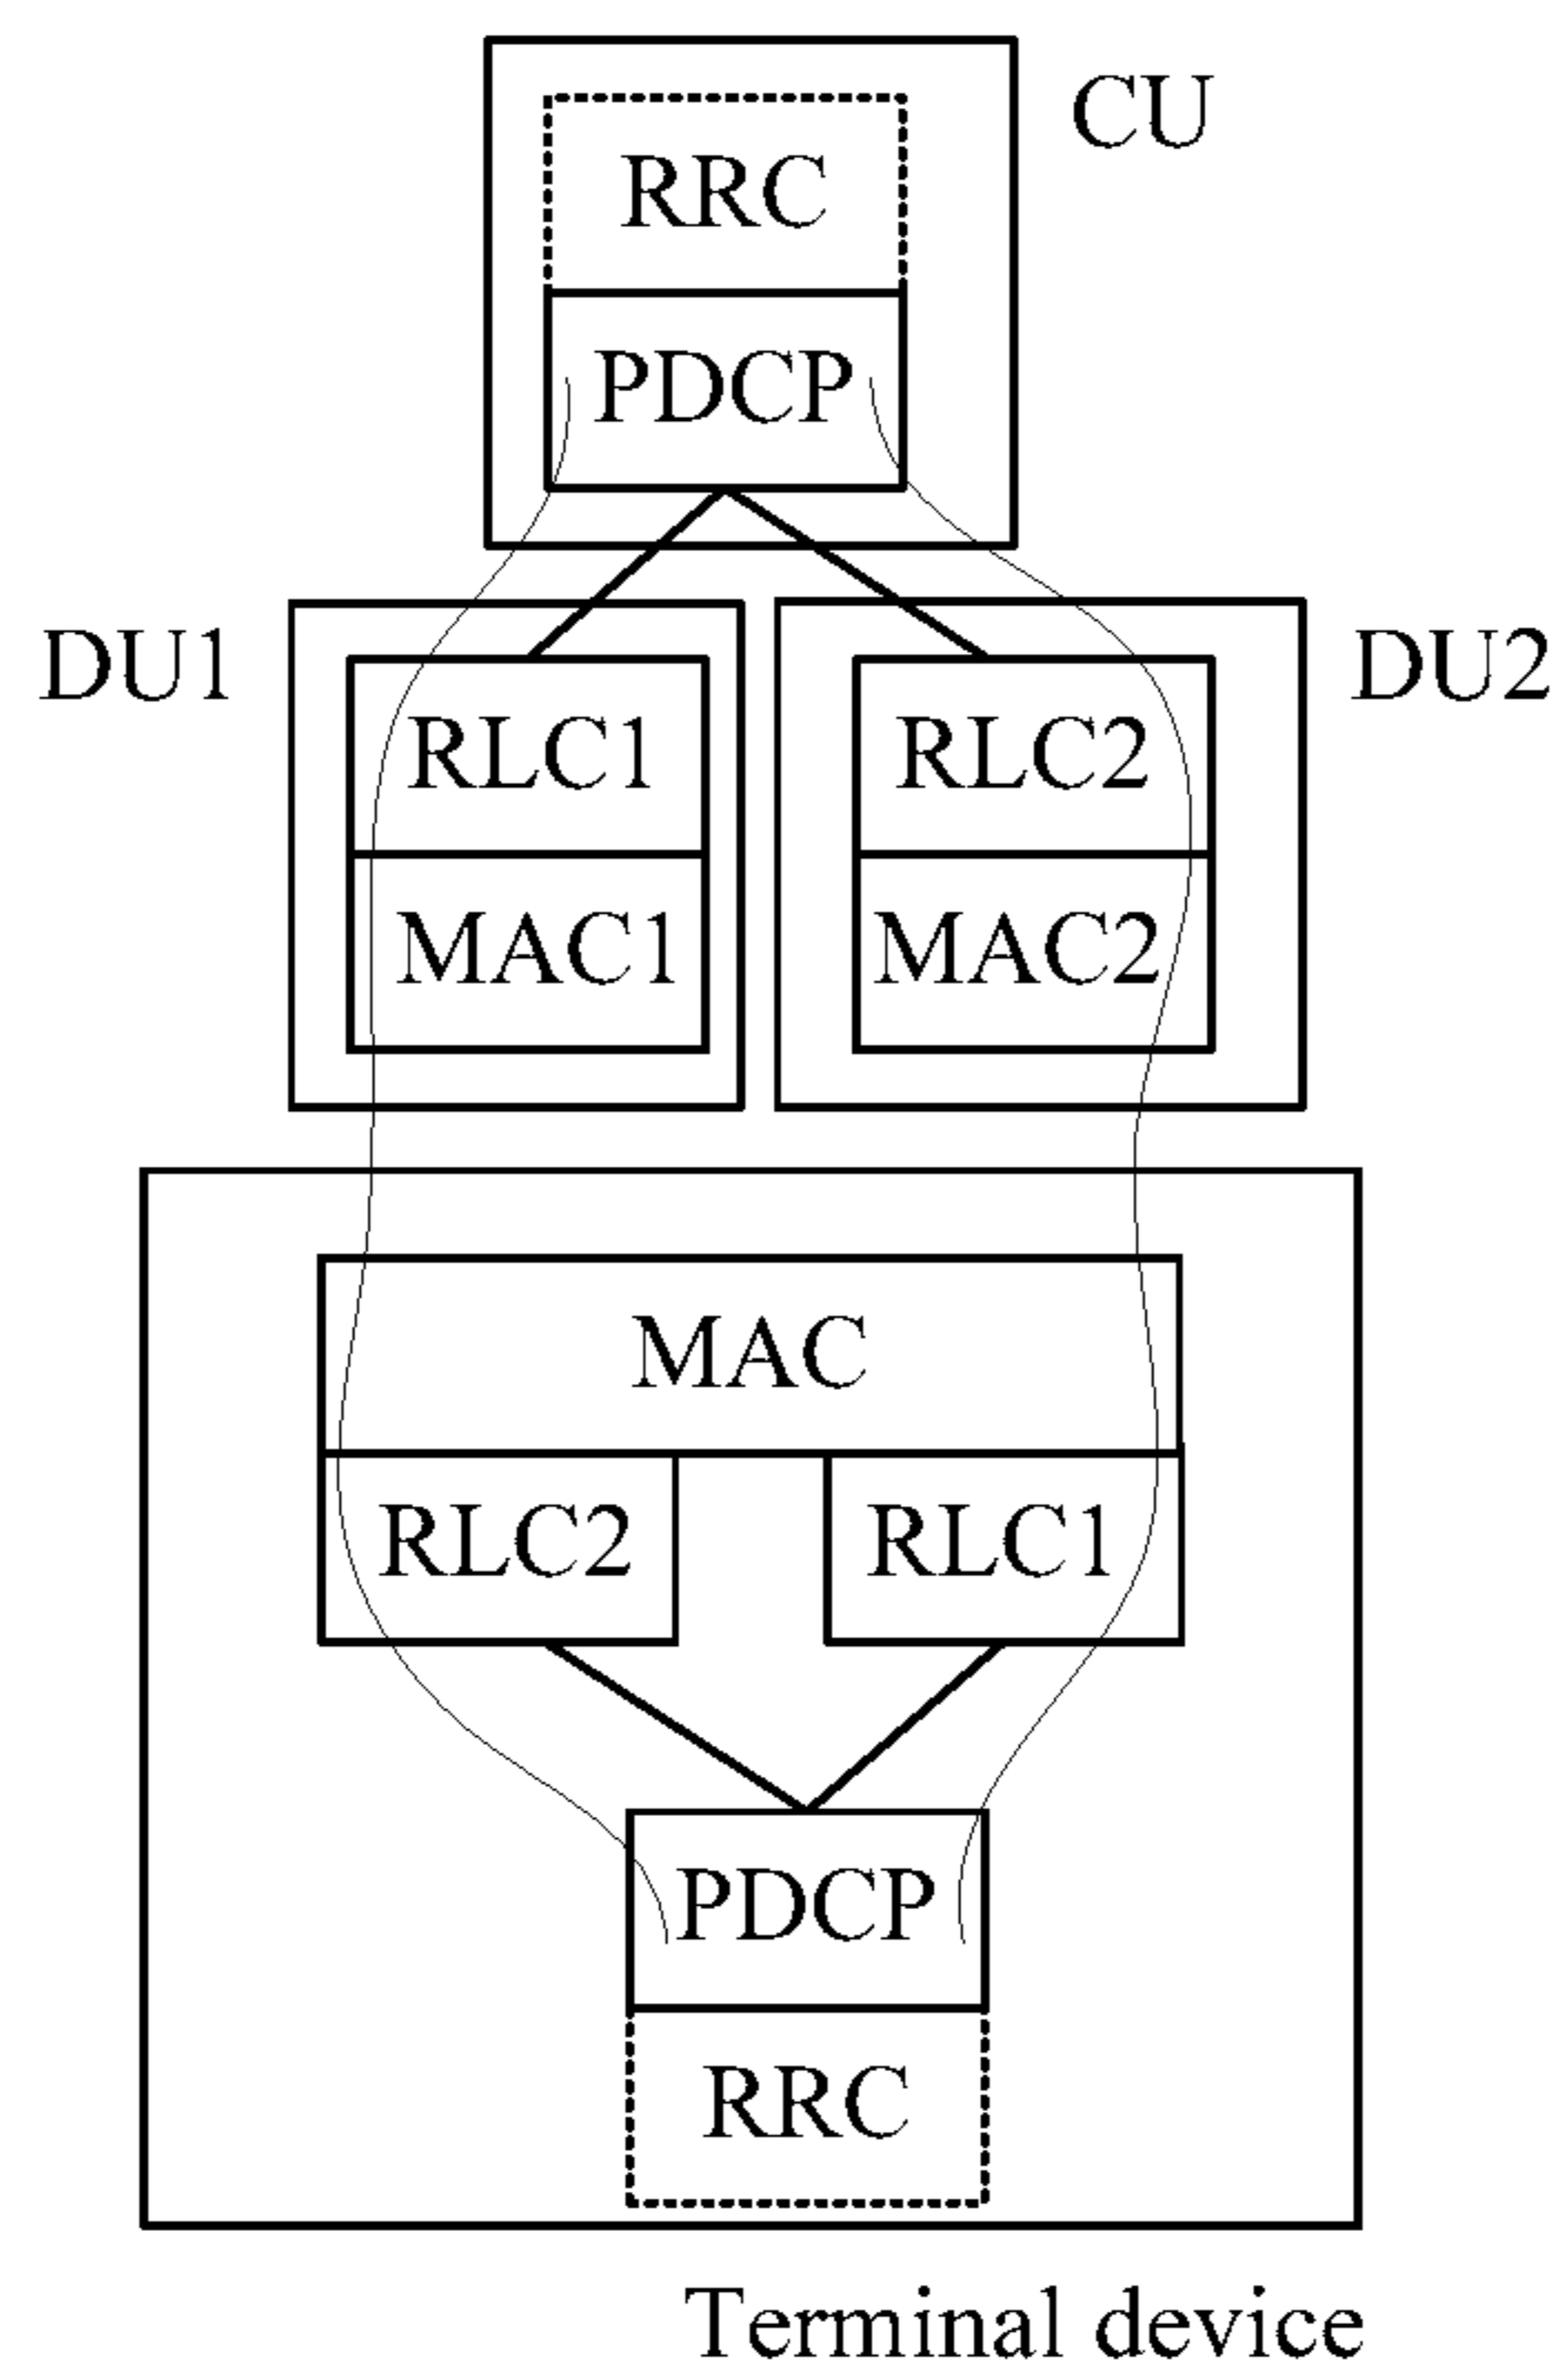 CU
RRC
PDCP
DU1
DU2
RLC1
RLC2
MAC1
MAC2
MAC
RLC2
RLC1
PDCP
RRC
Terminal device